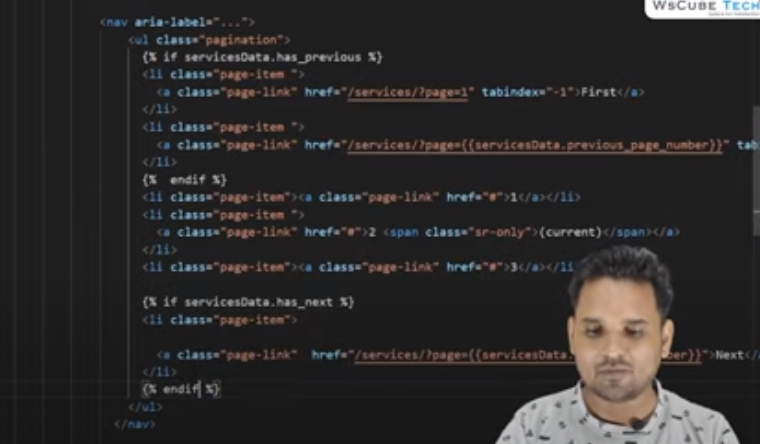 WsCube Tech
<nav aria-label="...">
<ul class="pagination">
{% if servicesData.has_previous %}
<li class="page-item ">
<a class="page-link" href="/services/?page=1" tabindex="-1">First</a>
</li>
<li class="page-item ">
<a class="page-link" href="/services/?page={{servicesData.previous_page_number}}" tab
</li>
{%  endif %}
<li class="page-item"><a class="page-link" href="#">1</a></li>
<li class="page-item ">
<a class="page-link" href="#">2 <span class="sr-only">(current)</span></a>
</li>
<li class="page-item"><a class="page-link" href="#">3</a></li
{% if servicesData.has_next %}
<li class="page-item">
<a class="page-link"  href="/services/?page={{servicesData. ber}}">Next</
</li>
{% endif %}
</ul>
</nav>